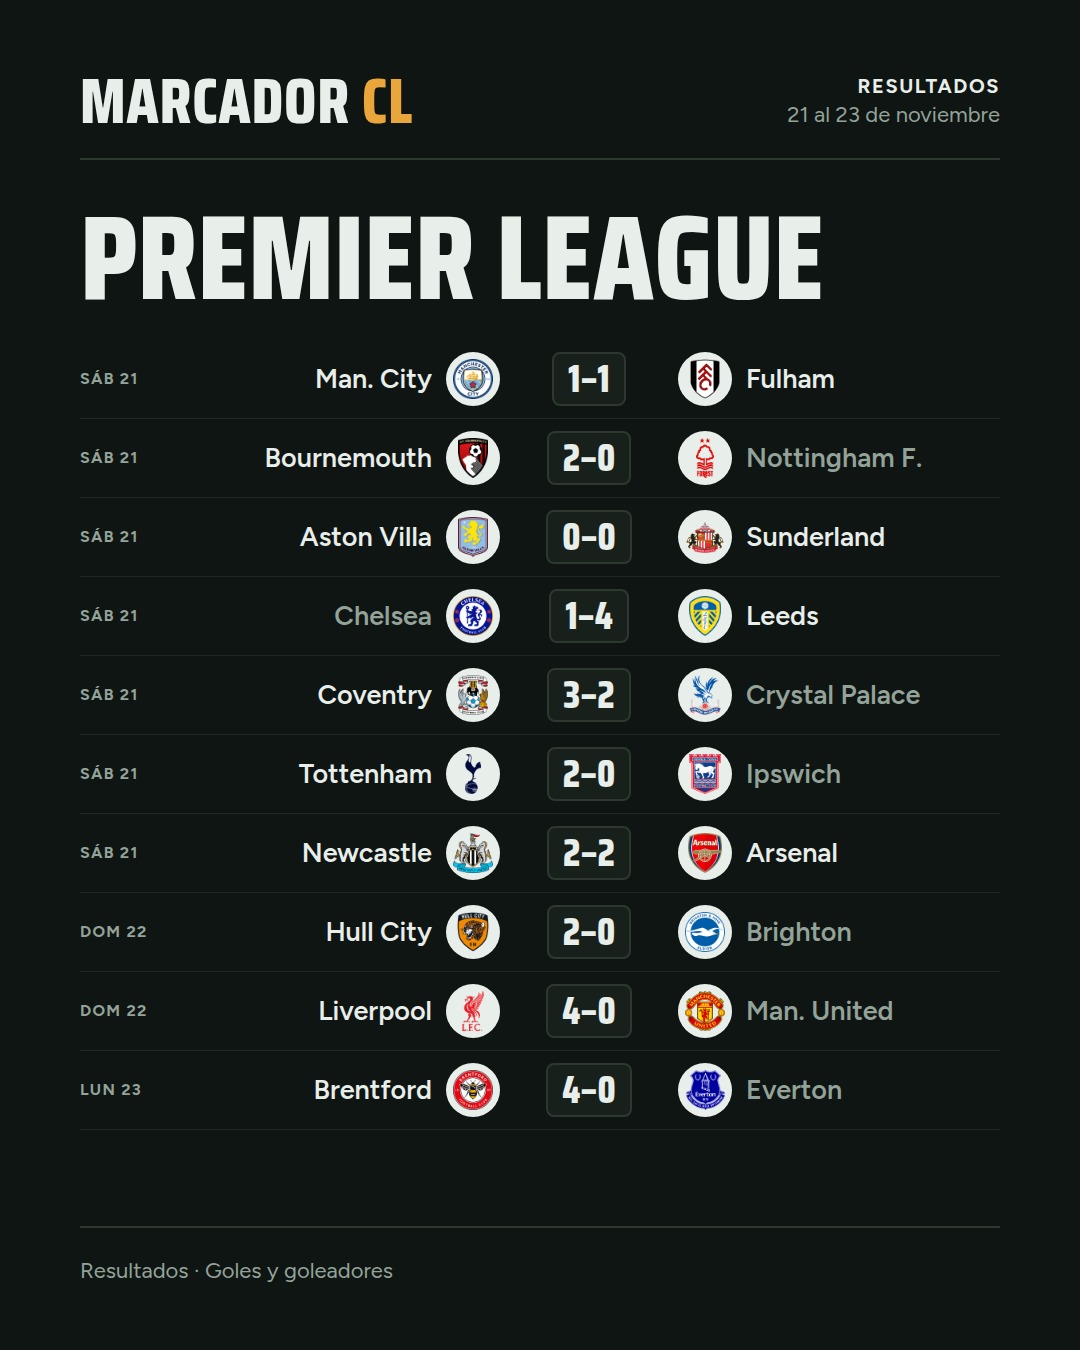 MARCADOR CL
RESULTADOS
21 al 23 de noviembre
PREMIER LEAGUE
SÁB 21 Man. City 1–1 Fulham
SÁB 21 Bournemouth 2–0 Nottingham F.
SÁB 21 Aston Villa 0–0 Sunderland
SÁB 21 Chelsea 1–4 Leeds
SÁB 21 Coventry 3–2 Crystal Palace
SÁB 21 Tottenham 2–0 Ipswich
SÁB 21 Newcastle 2–2 Arsenal
DOM 22 Hull City 2–0 Brighton
DOM 22 Liverpool 4–0 Man. United
LUN 23 Brentford 4–0 Everton
Resultados · Goles y goleadores